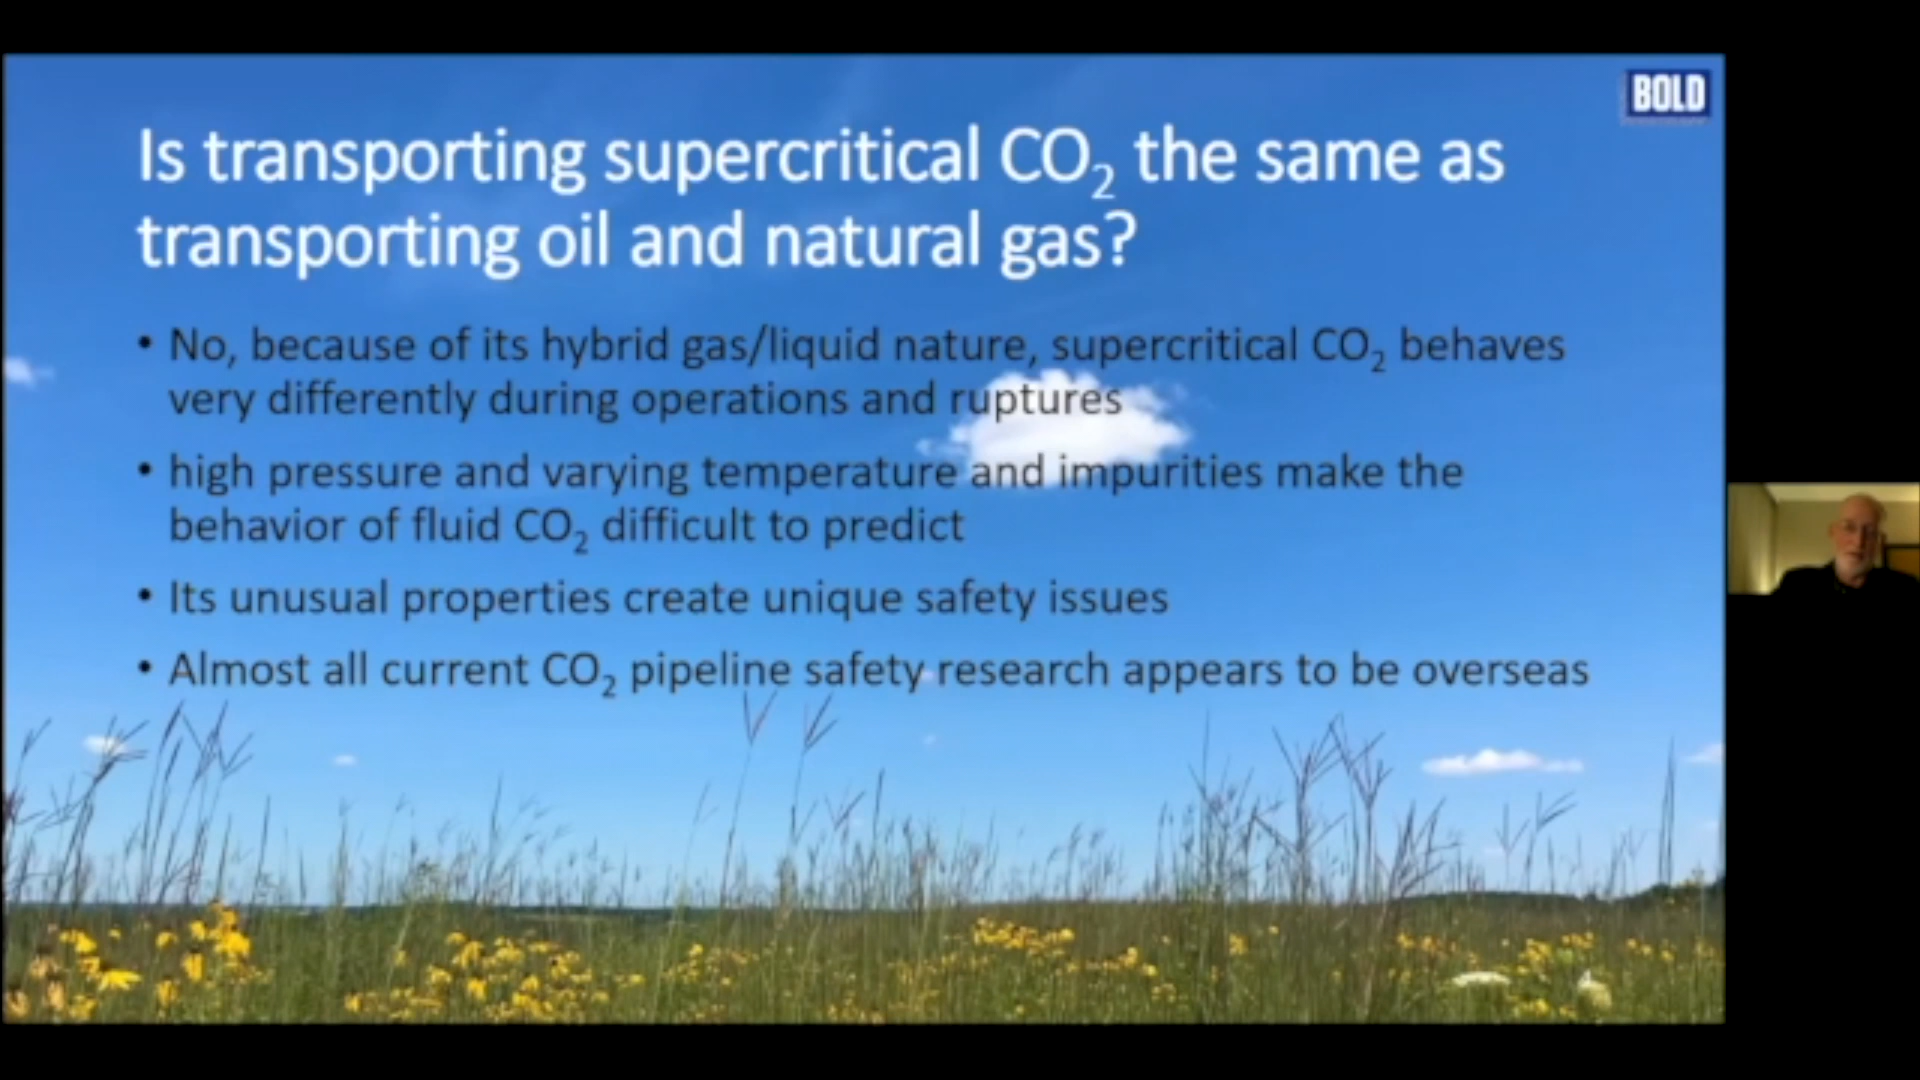 BOLD
Is transporting supercritical CO₂ the same as
transporting oil and natural gas?
• No, because of its hybrid gas/liquid nature, supercritical CO₂ behaves
very differently during operations and ruptures
• high pressure and varying temperature and impurities make the
behavior of fluid CO₂ difficult to predict
• Its unusual properties create unique safety issues
• Almost all current CO₂ pipeline safety research appears to be overseas